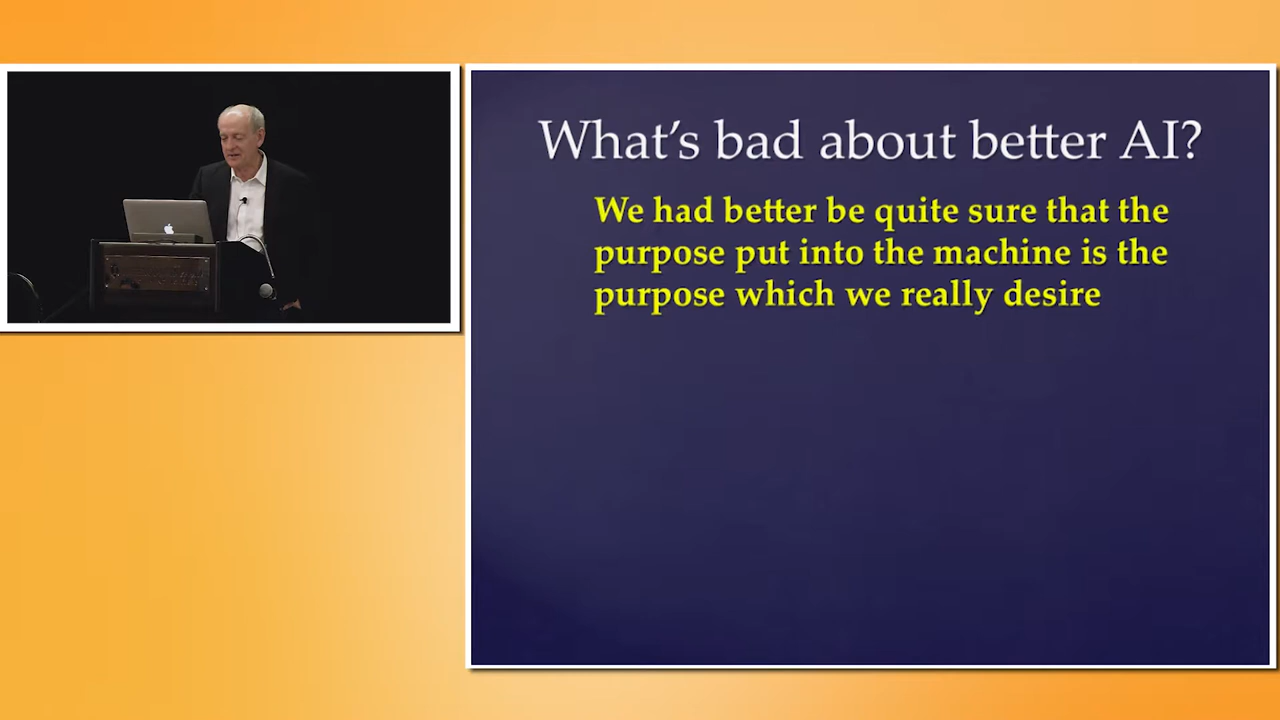 What's bad about better AI?
We had better be quite sure that the
purpose put into the machine is the
purpose which we really desire